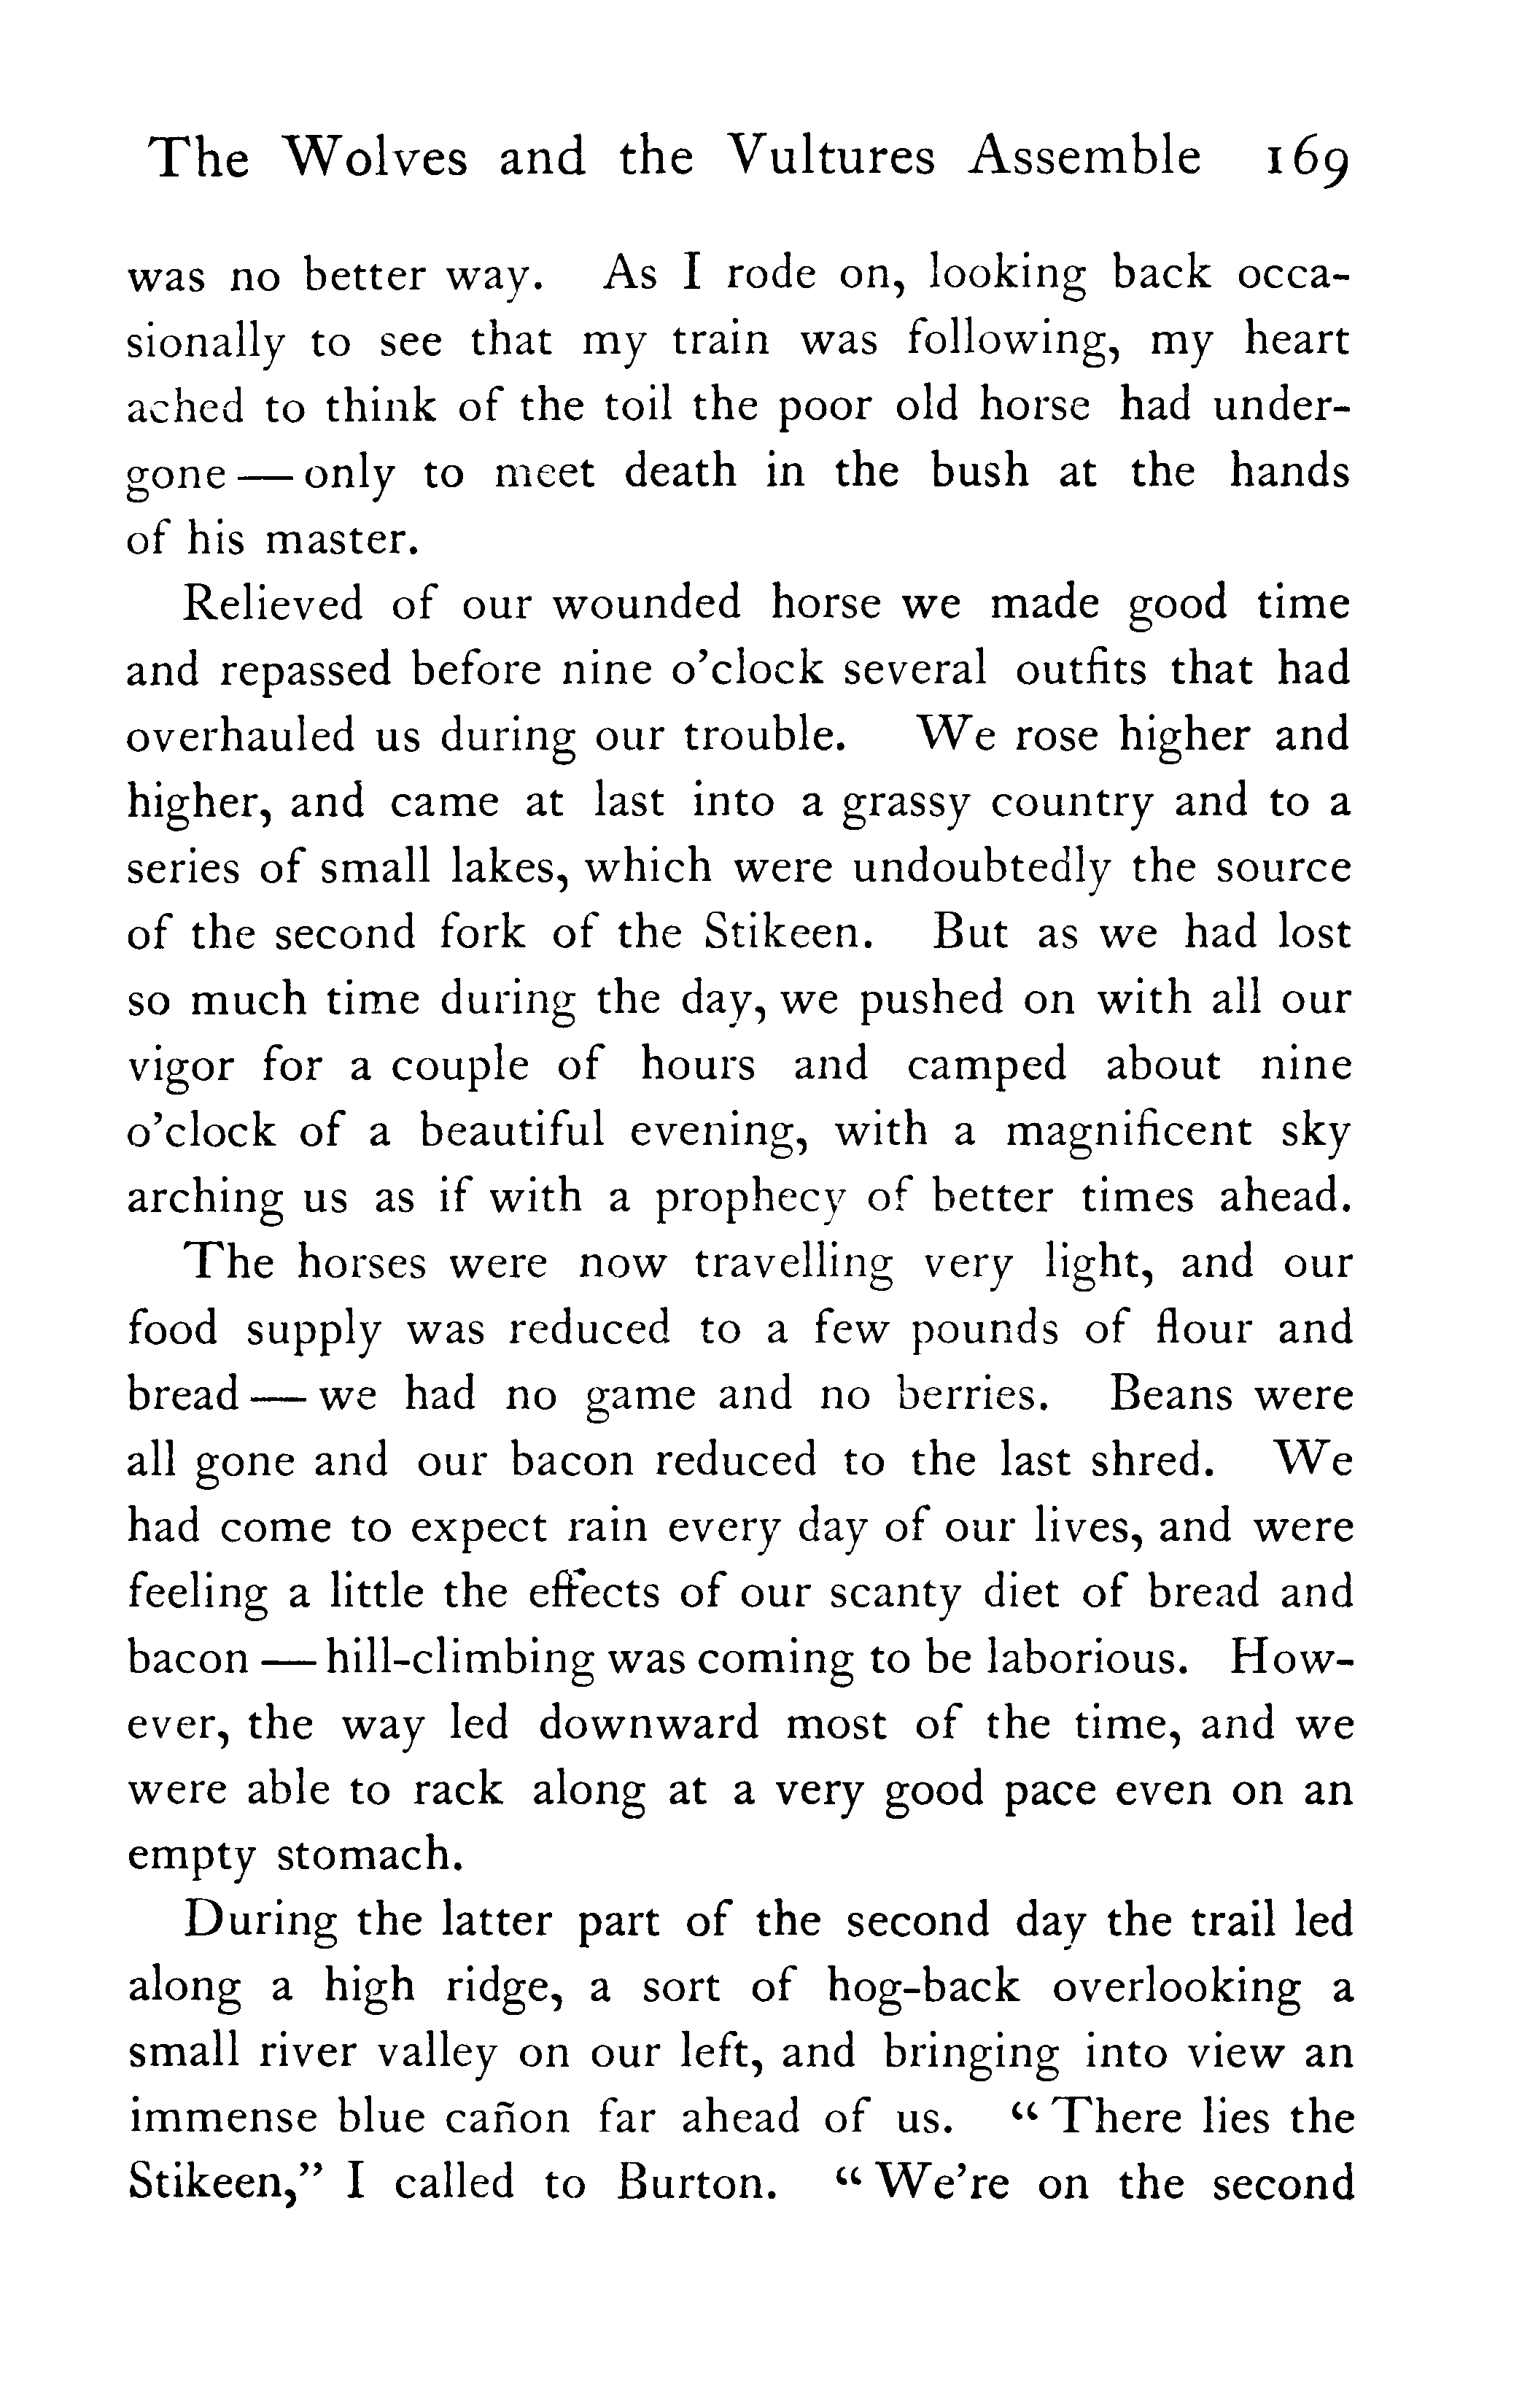 The Wolves and the Vultures Assemble 169
was no better way. As I rode on, looking back occa-
sionally to see that my train was following, my heart
ached to think of the toil the poor old horse had under-
gone — only to meet death in the bush at the hands
of his master.
Relieved of our wounded horse we made good time
and repassed before nine o’clock several outfits that had
overhauled us during our trouble. We rose higher and
higher, and came at last into a grassy country and to a
series of small lakes, which were undoubtedly the source
of the second fork of the Stikeen. But as we had lost
so much time during the day, we pushed on with all our
vigor for a couple of hours and camped about nine
o’clock of a beautiful evening, with a magnificent sky
arching us as if with a prophecy of better times ahead.
The horses were now travelling very light, and our
food supply was reduced to a few pounds of flour and
bread — we had no game and no berries. Beans were
all gone and our bacon reduced to the last shred. We
had come to expect rain every day of our lives, and were
feeling a little the effects of our scanty diet of bread and
bacon — hill-climbing was coming to be laborious. How-
ever, the way led downward most of the time, and we
were able to rack along at a very good pace even on an
empty stomach.
During the latter part of the second day the trail led
along a high ridge, a sort of hog-back overlooking a
small river valley on our left, and bringing into view an
immense blue cañon far ahead of us. “There lies the
Stikeen,” I called to Burton. “We’re on the second